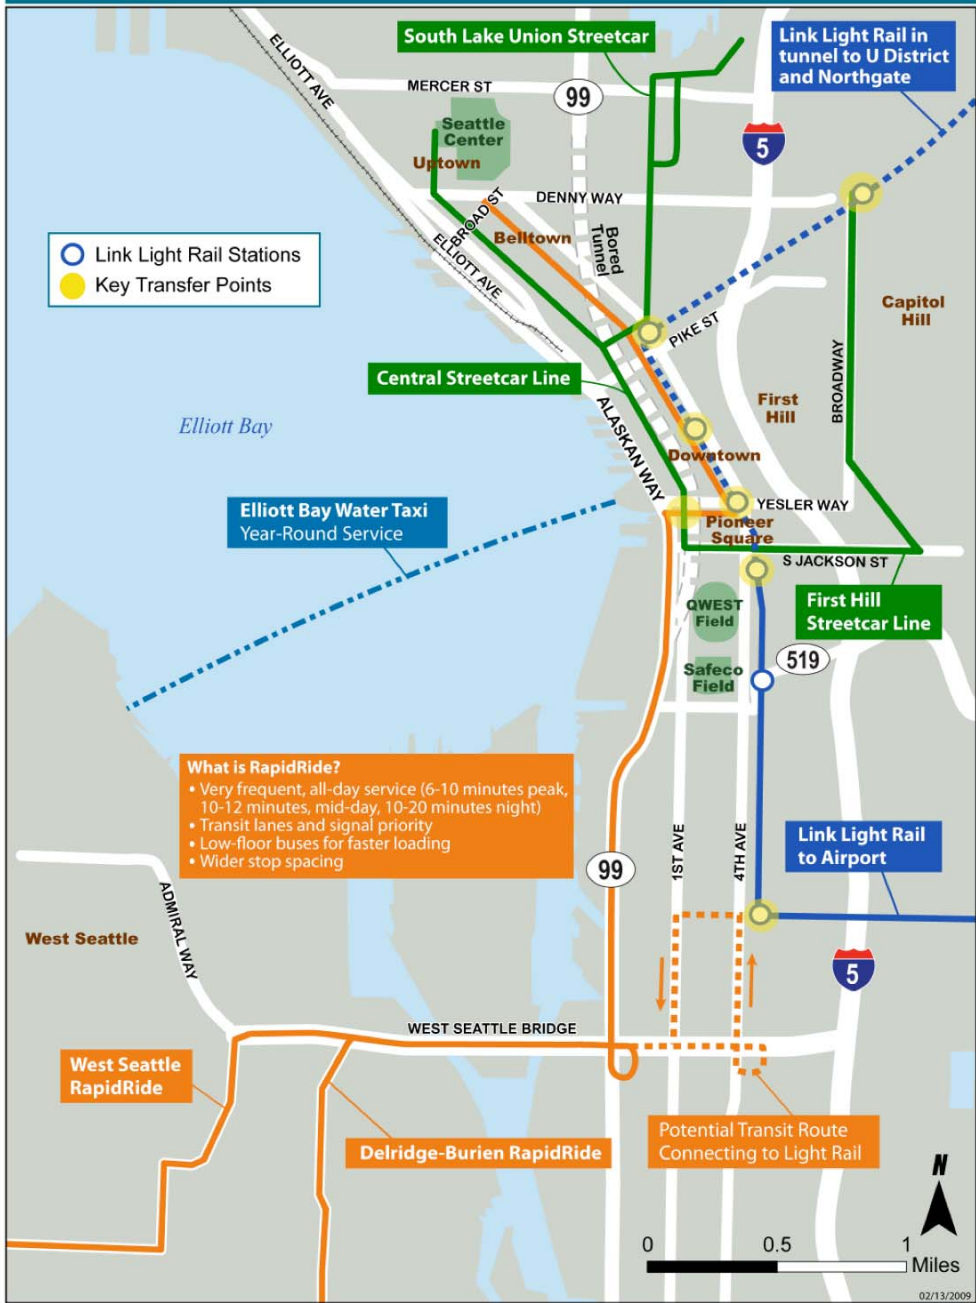 South Lake Union Streetcar
Link Light Rail in
tunnel to U District
and Northgate
ELLIOTT AVE
MERCER ST
99
5
Seattle
Center
Uptown
DENNY WAY
BROAD ST
Belltown
ELLIOTT AVE
Bored
Tunnel
Link Light Rail Stations
Key Transfer Points
Capitol
Hill
PIKE ST
BROADWAY
Central Streetcar Line
First
Hill
Elliott Bay
ALASKAN WAY
Downtown
Elliott Bay Water Taxi
Year-Round Service
YESLER WAY
Pioneer
Square
S JACKSON ST
First Hill
Streetcar Line
QWEST
Field
519
Safeco
Field
What is RapidRide?
• Very frequent, all-day service (6-10 minutes peak,
10-12 minutes, mid-day, 10-20 minutes night)
• Transit lanes and signal priority
• Low-floor buses for faster loading
• Wider stop spacing
99
1ST AVE
4TH AVE
Link Light Rail
to Airport
ADMIRAL WAY
West Seattle
5
WEST SEATTLE BRIDGE
West Seattle
RapidRide
Delridge-Burien RapidRide
Potential Transit Route
Connecting to Light Rail
N
0 0.5 1
Miles
02/13/2009